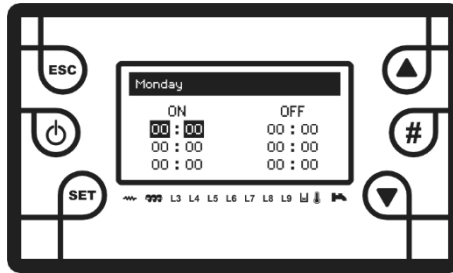 ESC
Monday
ON OFF
00 : 00 00 : 00
00 : 00 00 : 00
00 : 00 00 : 00
#
SET
L3 L4 L5 L6 L7 L8 L9